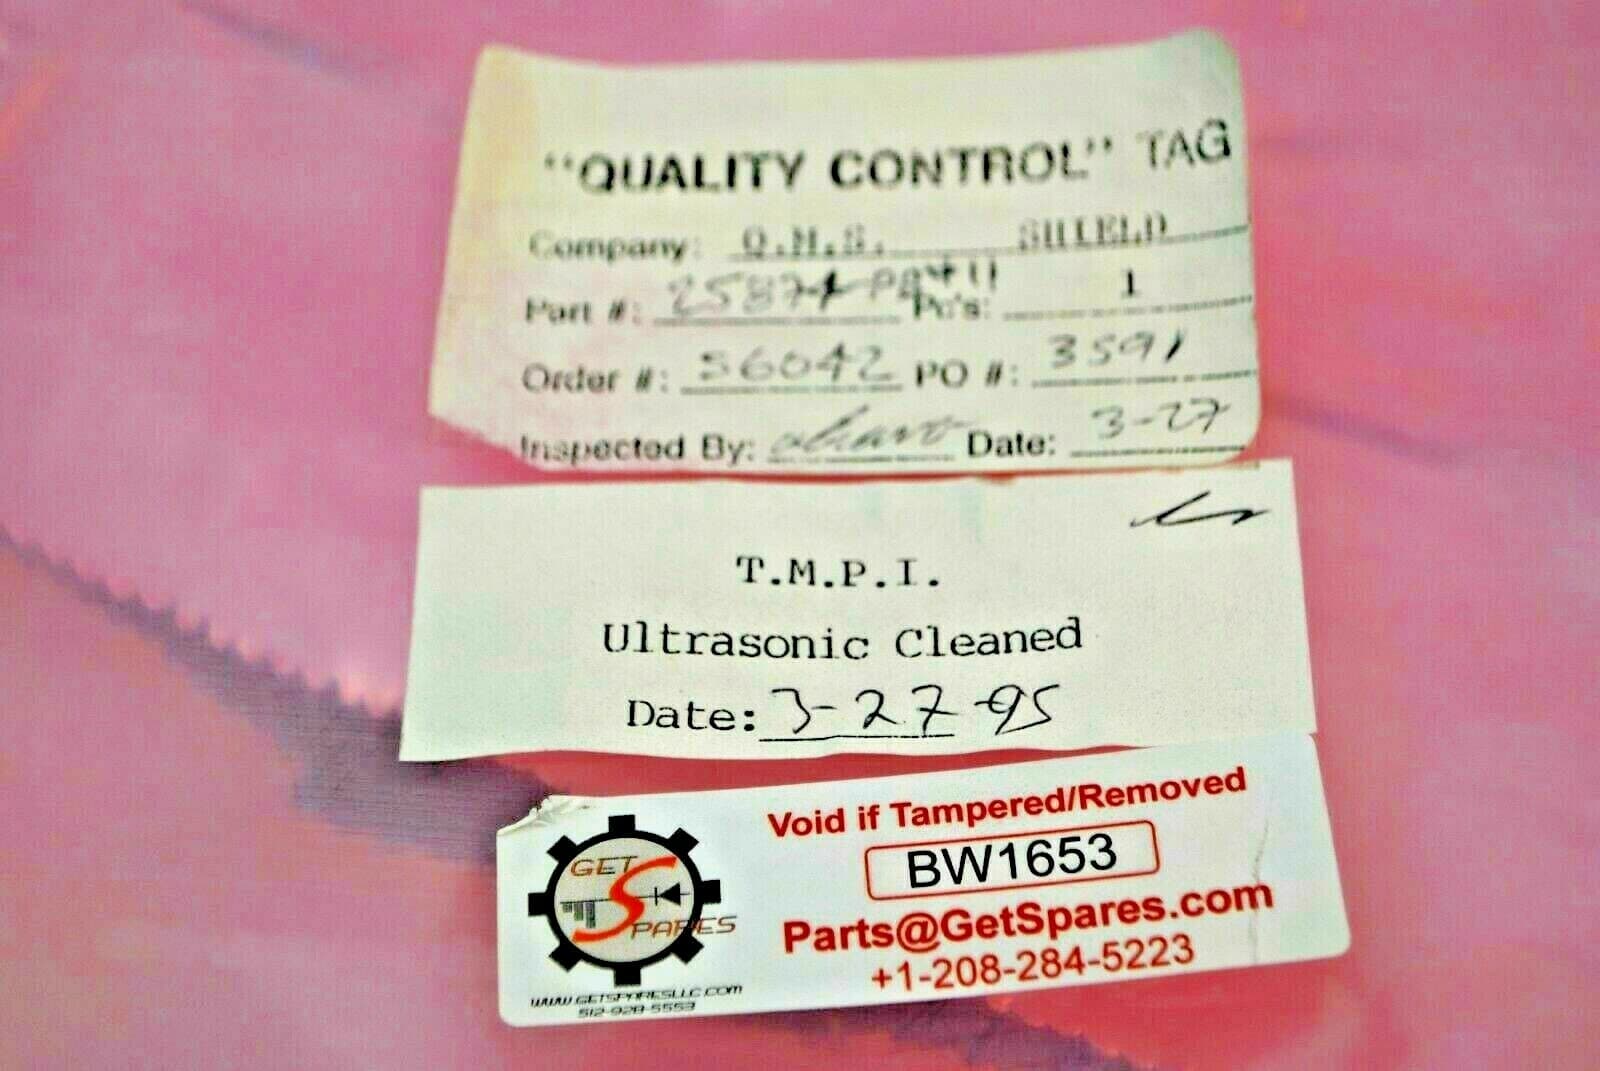 "QUALITY CONTROL" TAG
Company: Q.M.S. SHIELD
Part #: Pc's: 1
Order #: 56042 PO #: 3591
Inspected By: Date: 3-27
T.M.P.I.
Ultrasonic Cleaned
Date: 3-27-95
Void if Tampered/Removed
BW1653
Parts@GetSpares.com
+1-208-284-5223
GET
SPARES
www.GETSPARESLLC.COM
512-928-5553